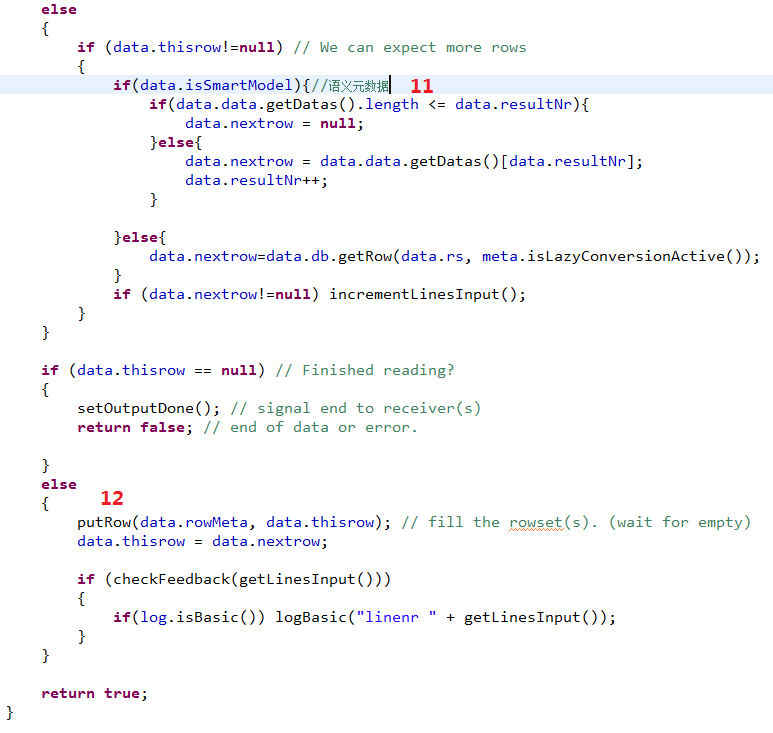 else
{
if (data.thisrow!=null) // We can expect more rows
{
if(data.isSmartModel){//语义元数据 11
if(data.data.getDatas().length <= data.resultNr){
data.nextrow = null;
}else{
data.nextrow = data.data.getDatas()[data.resultNr];
data.resultNr++;
}
}else{
data.nextrow=data.db.getRow(data.rs, meta.isLazyConversionActive());
}
if (data.nextrow!=null) incrementLinesInput();
}
}
if (data.thisrow == null) // Finished reading?
{
setOutputDone(); // signal end to receiver(s)
return false; // end of data or error.
}
else
12
{
putRow(data.rowMeta, data.thisrow); // fill the rowset(s). (wait for empty)
data.thisrow = data.nextrow;
if (checkFeedback(getLinesInput()))
{
if(log.isBasic()) logBasic("linenr " + getLinesInput());
}
}
return true;
}